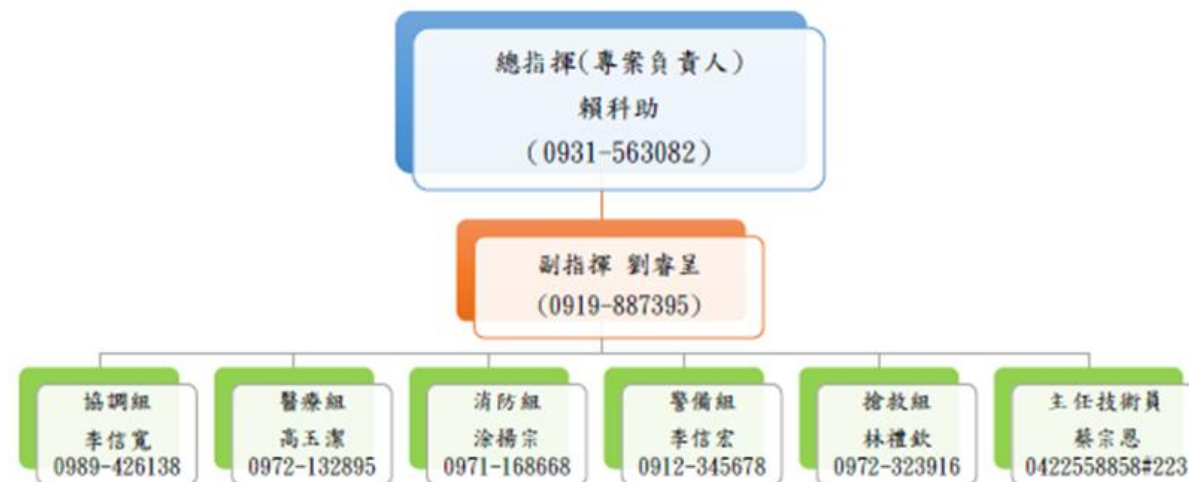 總指揮(專案負責人)
賴科助
(0931-563082)
副指揮 劉睿呈
(0919-887395)
協調組
李信寬
0989-426138
醫療組
高玉潔
0972-132895
消防組
涂揚宗
0971-168668
警備組
李信宏
0912-345678
搶救組
林禮欽
0972-323916
主任技術員
蔡宗恩
0422558858#223